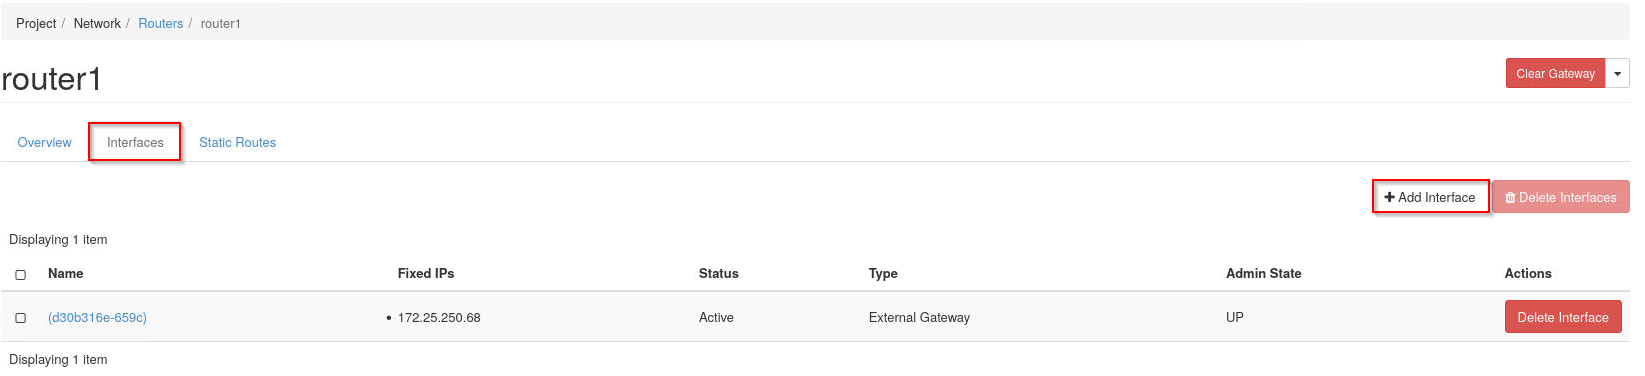 Project / Network / Routers / router1
router1
Clear Gateway
Overview Interfaces Static Routes
Add Interface Delete Interfaces
Displaying 1 item
Name Fixed IPs Status Type Admin State Actions
(d30b316e-659c) • 172.25.250.68 Active External Gateway UP Delete Interface
Displaying 1 item